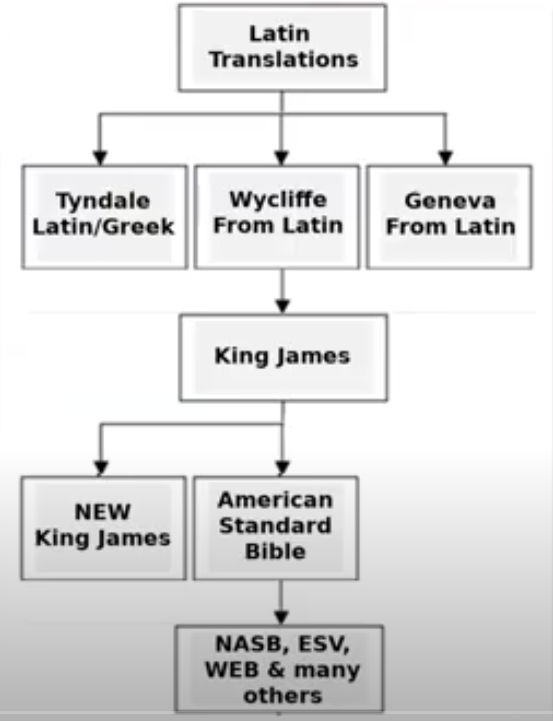 Latin
Translations
Tyndale
Latin/Greek
Wycliffe
From Latin
Geneva
From Latin
King James
NEW
King James
American
Standard
Bible
NASB, ESV,
WEB & many
others